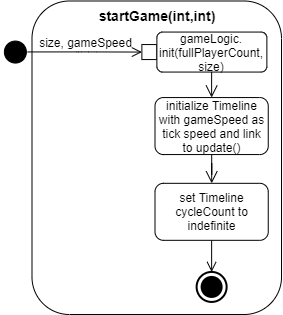 startGame(int,int)
size, gameSpeed
gameLogic.
init(fullPlayerCount,
size)
initialize Timeline
with gameSpeed as
tick speed and link
to update()
set Timeline
cycleCount to
indefinite